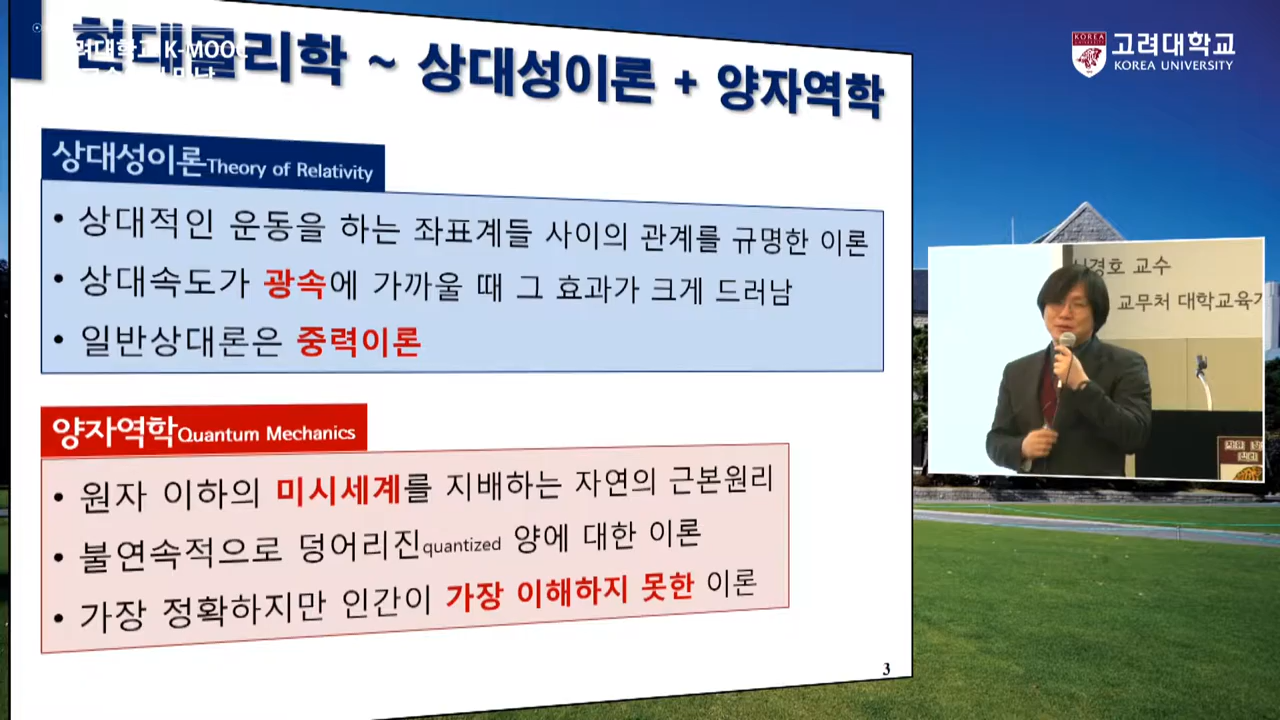 현대물리학 ~ 상대성이론 + 양자역학
고려대학교 K-MOOC
고려대학교
KOREA UNIVERSITY
상대성이론Theory of Relativity
• 상대적인 운동을 하는 좌표계들 사이의 관계를 규명한 이론
• 상대속도가 광속에 가까울 때 그 효과가 크게 드러남
• 일반상대론은 중력이론
양자역학Quantum Mechanics
• 원자 이하의 미시세계를 지배하는 자연의 근본원리
• 불연속적으로 덩어리진quantized 양에 대한 이론
• 가장 정확하지만 인간이 가장 이해하지 못한 이론
3
경호 교수
교무처 대학교육